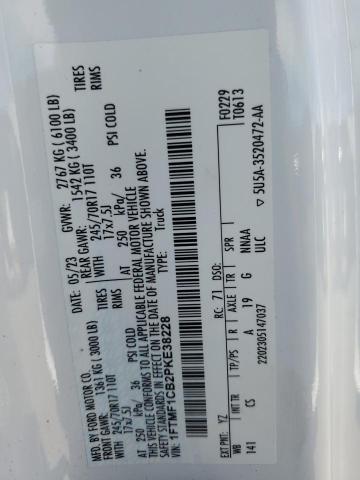 MFD. BY FORD MOTOR CO.
DATE: 05/23 GVWR: 2767 KG ( 6100 LB)
FRONT GAWR: 1361 KG ( 3000 LB) REAR GAWR: 1542 KG ( 3400 LB)
WITH 245/70R17 110T TIRES WITH 245/70R17 110T TIRES
17x7.5J RIMS 17x7.5J RIMS
AT 250 kPa/ 36 PSI COLD AT 250 kPa/ 36 PSI COLD
THIS VEHICLE CONFORMS TO ALL APPLICABLE FEDERAL MOTOR VEHICLE
SAFETY STANDARDS IN EFFECT ON THE DATE OF MANUFACTURE SHOWN ABOVE.
VIN: 1FTMF1CB2PKE38228
Truck
F0229
T0613
EXT PNT: YZ RC: 71 DSO:
WB INT TR TP/PS R AXLE TR SPR
141 CS A 19 G NNAA
ULC
2202305147037
5U5A-3520472-AA